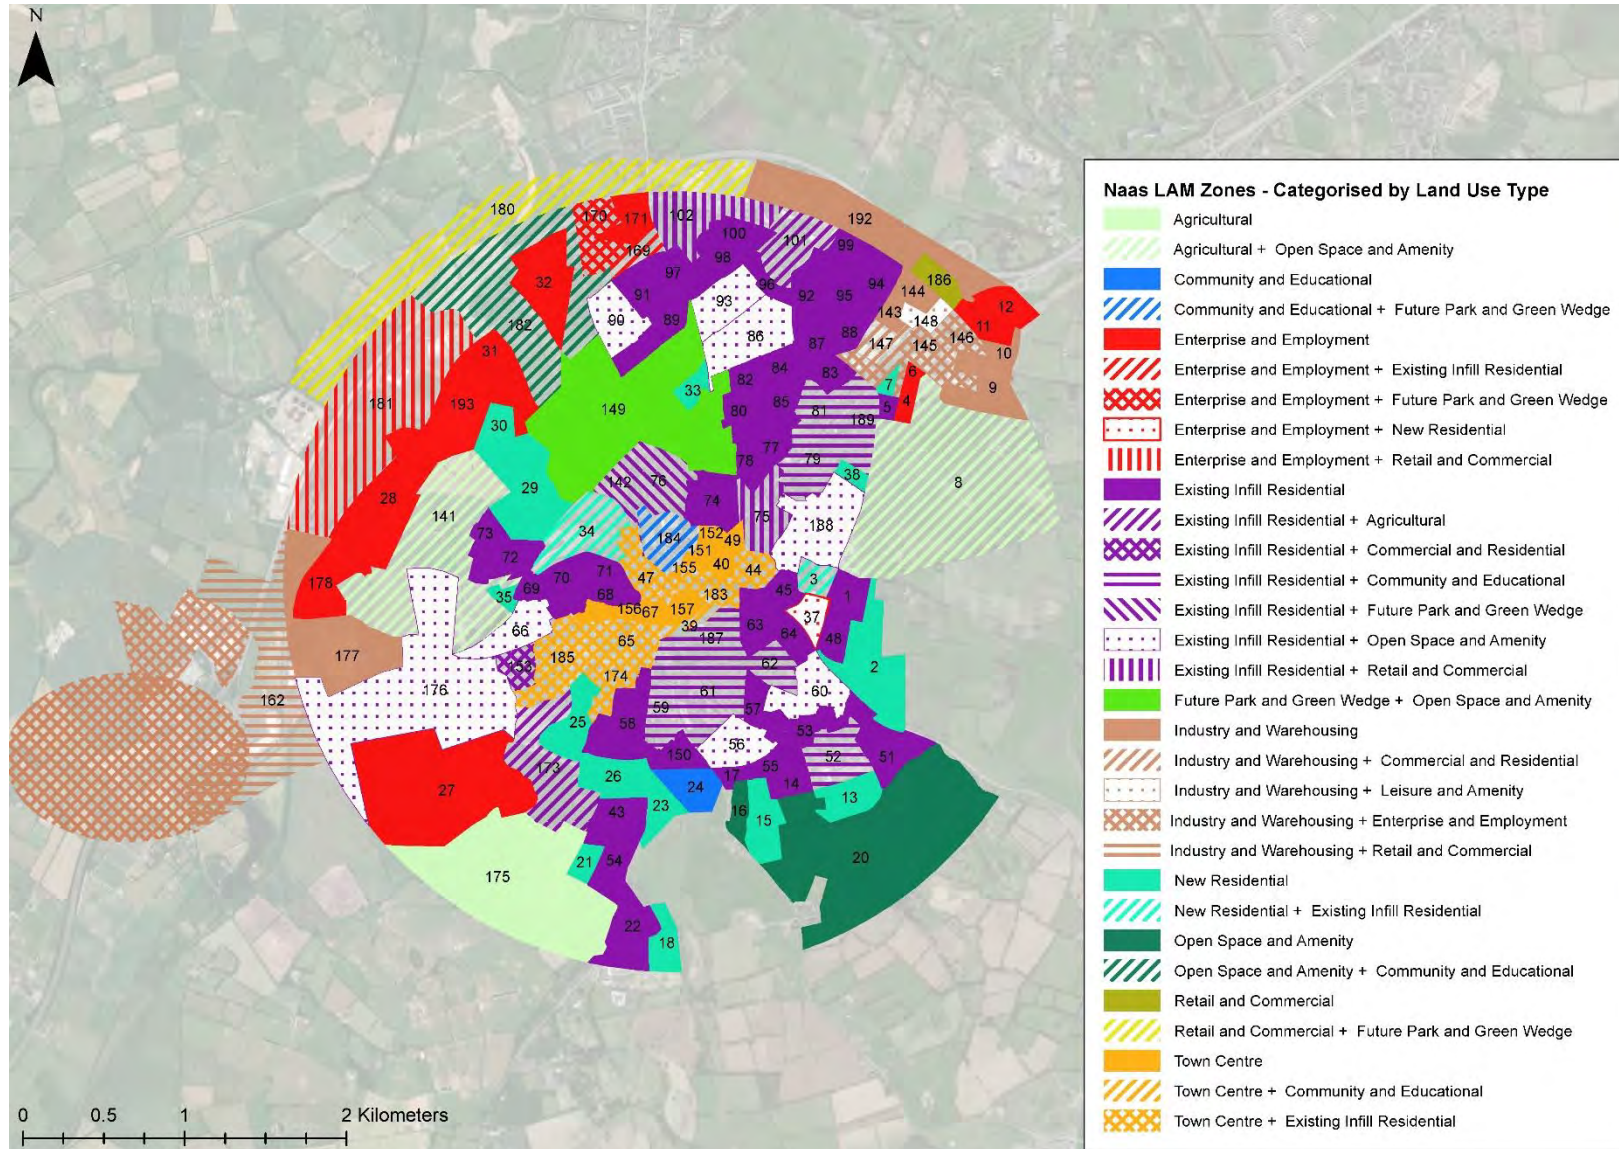 N
Naas LAM Zones - Categorised by Land Use Type
Agricultural
Agricultural + Open Space and Amenity
Community and Educational
Community and Educational + Future Park and Green Wedge
Enterprise and Employment
Enterprise and Employment + Existing Infill Residential
Enterprise and Employment + Future Park and Green Wedge
Enterprise and Employment + New Residential
Enterprise and Employment + Retail and Commercial
Existing Infill Residential
Existing Infill Residential + Agricultural
Existing Infill Residential + Commercial and Residential
Existing Infill Residential + Community and Educational
Existing Infill Residential + Future Park and Green Wedge
Existing Infill Residential + Open Space and Amenity
Existing Infill Residential + Retail and Commercial
Future Park and Green Wedge + Open Space and Amenity
Industry and Warehousing
Industry and Warehousing + Commercial and Residential
Industry and Warehousing + Leisure and Amenity
Industry and Warehousing + Enterprise and Employment
Industry and Warehousing + Retail and Commercial
New Residential
New Residential + Existing Infill Residential
Open Space and Amenity
Open Space and Amenity + Community and Educational
Retail and Commercial
Retail and Commercial + Future Park and Green Wedge
Town Centre
Town Centre + Community and Educational
Town Centre + Existing Infill Residential
180
170 171 102 192
100 101 99
169 98
32 97 96 94 186
91 93 92 95 144 12
90 89 143 148 11
182 86 88 146
31 87 147 145 10
84 83 6 9
82 7
33 4
181 193 149 80 85 81 5
30 189
77
78 79 38 8
142 76
29 74
28 141 75 188
73 34 184 152 49
72 151
155 40 44
70 71 47 3
178 69 68 183 45 1
35 156 67 157 37
66 39 63 64 48
65 187
177 185 62 2
153 174
176 61 60
162 25 59 57
58 53
56 52 51
173 150 55
26 17 14
27 24 13
43 23 16 15
21 54 20
175
22 18
0 0.5 1 2 Kilometers